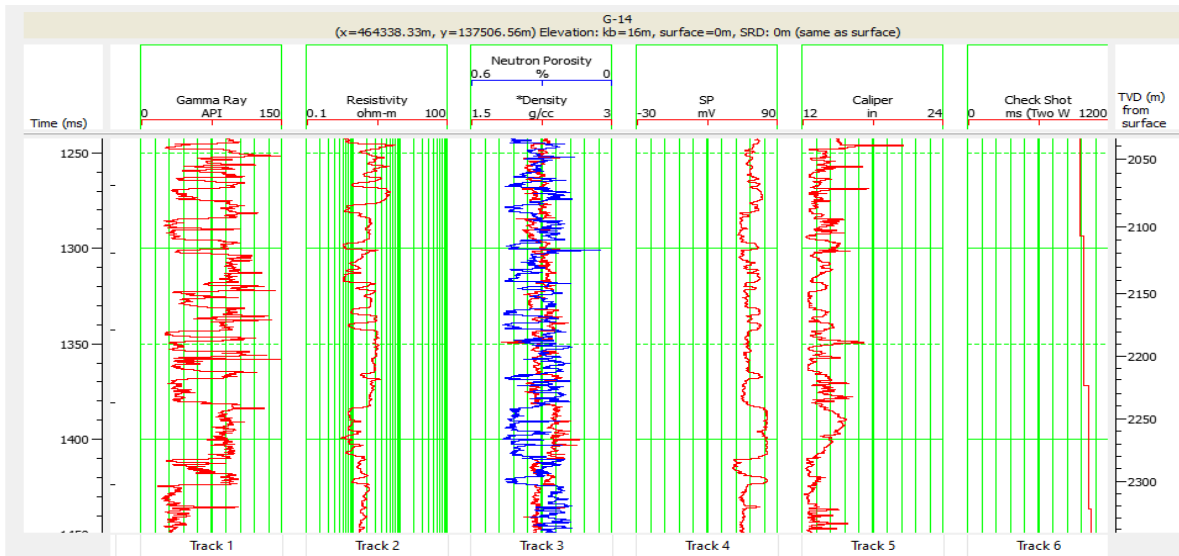 G-14
(x=464338.33m, y=137506.56m) Elevation: kb=16m, surface=0m, SRD: 0m (same as surface)
Neutron Porosity
0.6 % 0
Gamma Ray Resistivity *Density SP Caliper Check Shot
0 API 150 0.1 ohm-m 100 1.5 g/cc 3 -30 mV 90 12 in 24 0 ms (Two W 1200
Time (ms)
TVD (m)
from
surface
1250
2050
1300
2100
2150
1350
2200
2250
1400
2300
1450
Track 1 Track 2 Track 3 Track 4 Track 5 Track 6